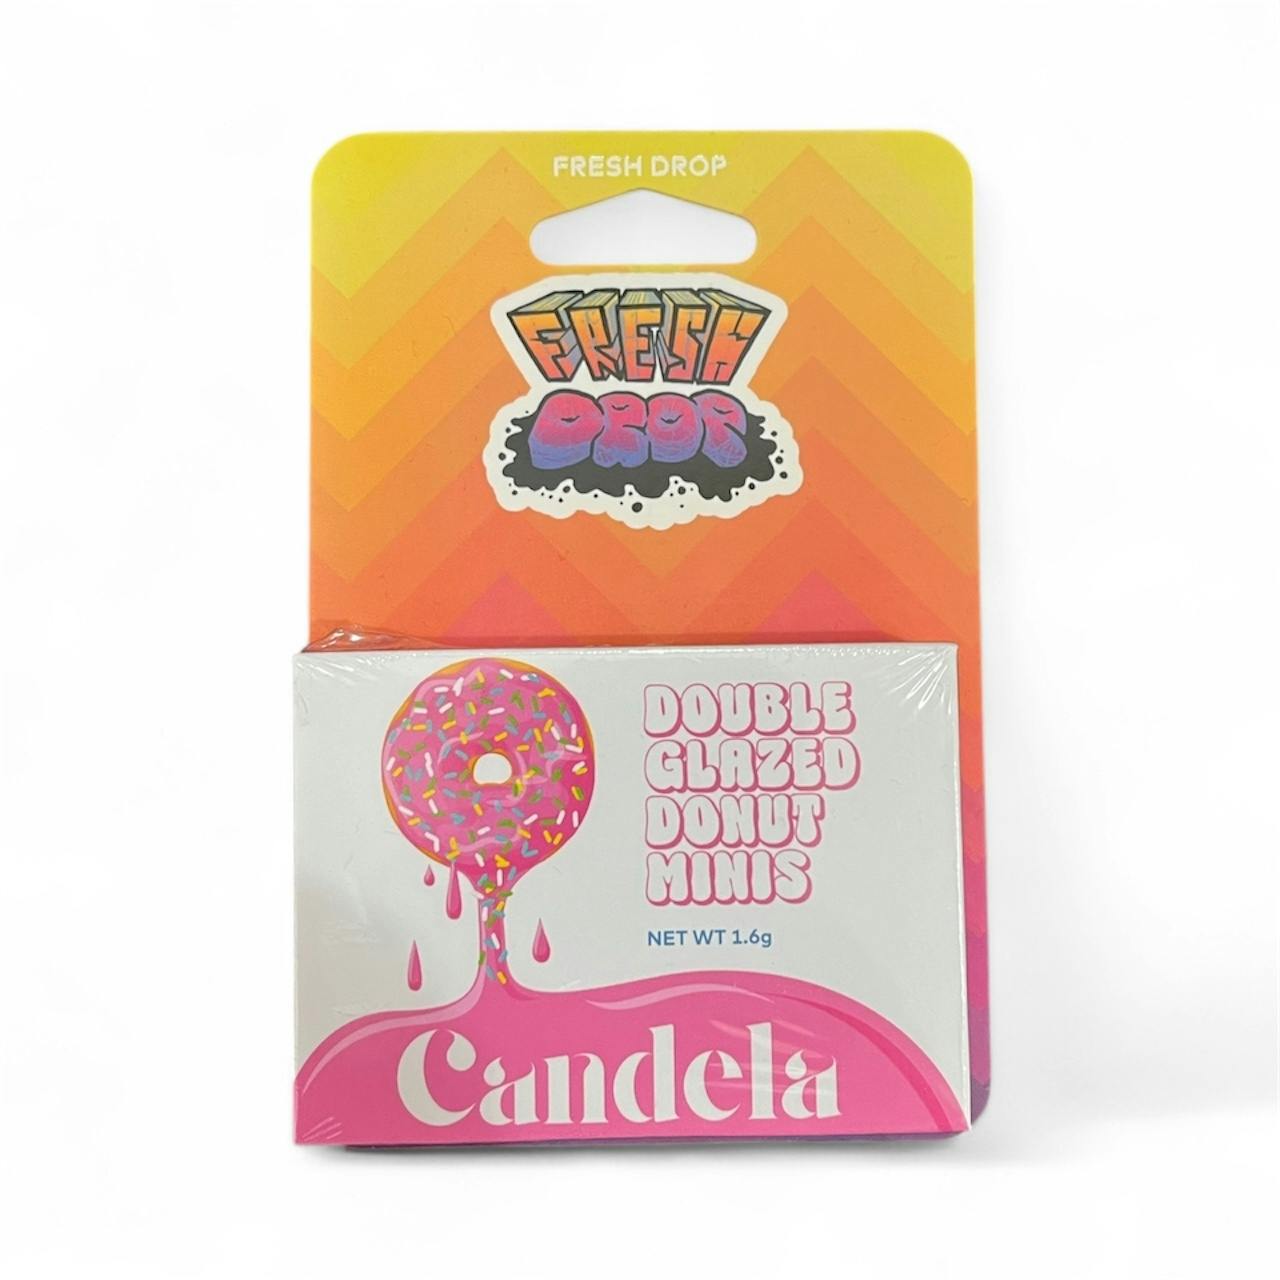 FRESH DROP
FRESH
DROP
DOUBLE
GLAZED
DONUT
MINIS
NET WT 1.6g
Candela